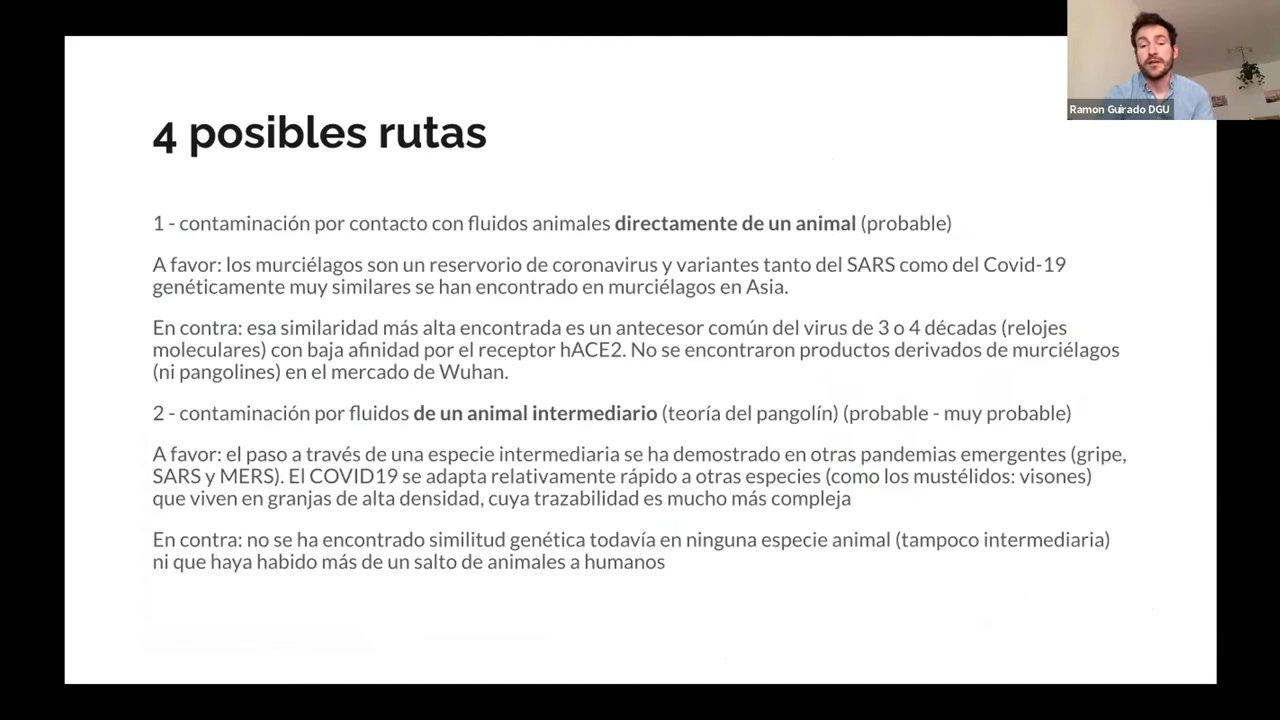 Ramon Guirado DGU
4 posibles rutas
1 - contaminación por contacto con fluidos animales directamente de un animal (probable)
A favor: los murciélagos son un reservorio de coronavirus y variantes tanto del SARS como del Covid-19
genéticamente muy similares se han encontrado en murciélagos en Asia.
En contra: esa similaridad más alta encontrada es un antecesor común del virus de 3 o 4 décadas (relojes
moleculares) con baja afinidad por el receptor hACE2. No se encontraron productos derivados de murciélagos
(ni pangolines) en el mercado de Wuhan.
2 - contaminación por fluidos de un animal intermediario (teoría del pangolín) (probable - muy probable)
A favor: el paso a través de una especie intermediaria se ha demostrado en otras pandemias emergentes (gripe,
SARS y MERS). El COVID19 se adapta relativamente rápido a otras especies (como los mustélidos: visones)
que viven en granjas de alta densidad, cuya trazabilidad es mucho más compleja
En contra: no se ha encontrado similitud genética todavía en ninguna especie animal (tampoco intermediaria)
ni que haya habido más de un salto de animales a humanos